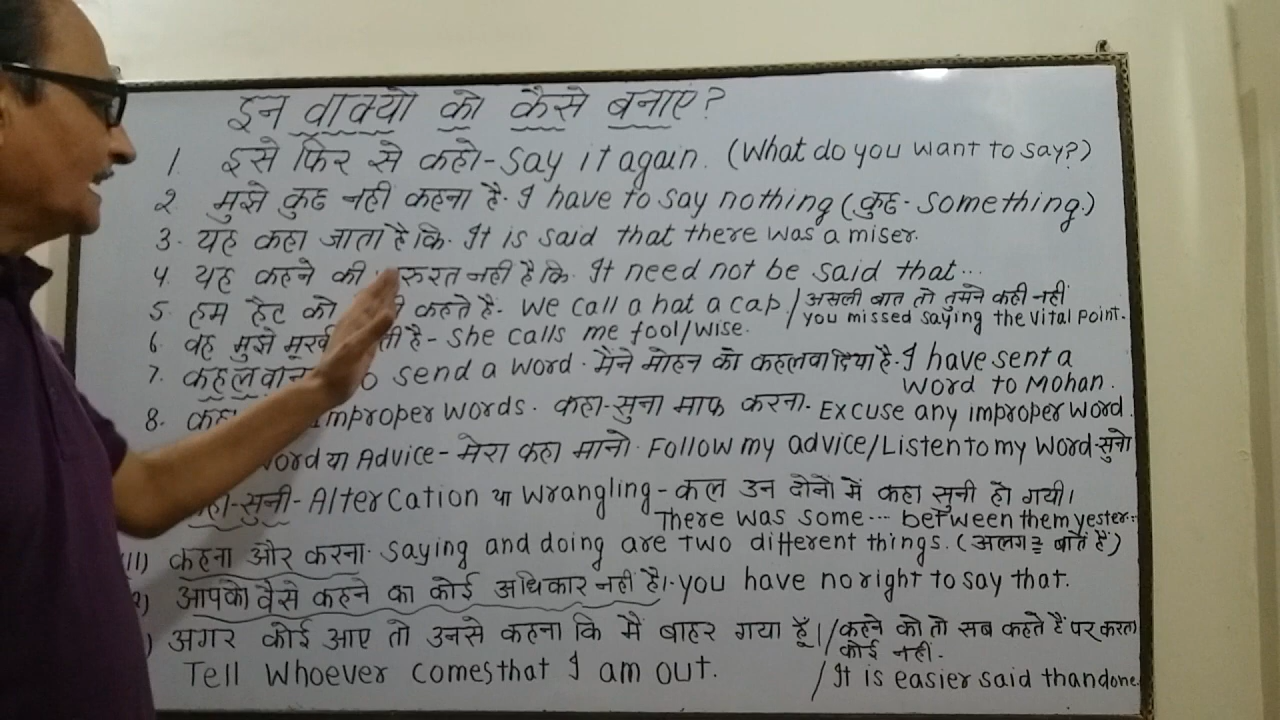 इन वाक्यो को कैसे बनाएं?
1. इसे फिर से कहो - Say it again. (What do you want to say?)
2. मुझे कुछ नही कहना है. I have to say nothing (कुछ - something.)
3. यह कहा जाता है कि. It is said that there was a miser.
4. यह कहने की रुरत नही है कि. It need not be said that...
5. हम हैट को कहते है. We call a hat a cap / असली बात तो तुमने कही नहीं
you missed saying the vital point.
6. वह मुझे मूर्ख ती है - She calls me fool/wise.
7. कहलवान o send a word. मैंने मोहन को कहलवा दिया है. I have sent a
word to Mohan.
8. कहा improper words. कहा-सुना माफ करना. Excuse any improper word.
word या Advice - मेरा कहा मानो. Follow my advice/Listen to my word-सुनो
कहा-सुनी - Altercation या wrangling - कल उन दोनों में कहा सुनी हो गयी।
There was some... between them yester..
11) कहना और करना. Saying and doing are two different things. (अलग २ बातें हैं)
) आपको वैसे कहने का कोई अधिकार नहीं है।. you have no right to say that.
) अगर कोई आए तो उनसे कहना कि मैं बाहर गया हूँ। / कहने को तो सब कहते हैं पर करता
कोई नहीं.
Tell whoever comes that I am out. / It is easier said than done.